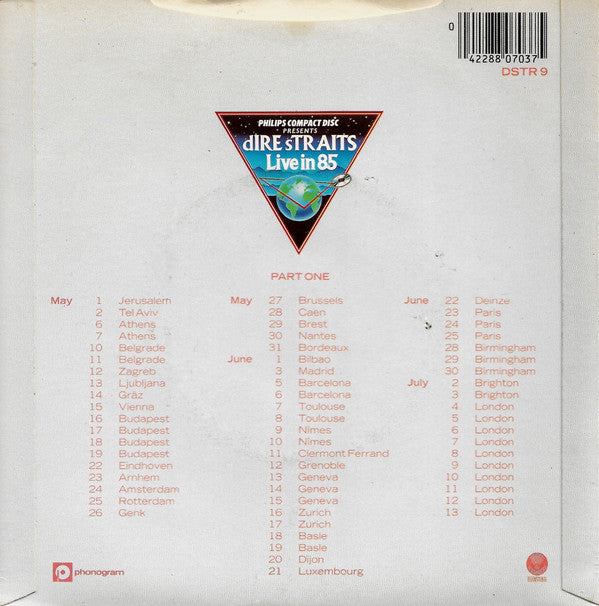 0
42288 07037
DSTR 9
PHILIPS COMPACT DISC
PRESENTS
dIRE sTRAITS
Live in 85
PART ONE
May 1 Jerusalem
2 Tel Aviv
6 Athens
7 Athens
10 Belgrade
11 Belgrade
12 Zagreb
13 Ljubljana
14 Gräz
15 Vienna
16 Budapest
17 Budapest
18 Budapest
19 Budapest
22 Eindhoven
23 Arnhem
24 Amsterdam
25 Rotterdam
26 Genk
May 27 Brussels
28 Caen
29 Brest
30 Nantes
31 Bordeaux
June 1 Bilbao
3 Madrid
5 Barcelona
6 Barcelona
7 Toulouse
8 Toulouse
9 Nîmes
10 Nîmes
11 Clermont Ferrand
12 Grenoble
13 Geneva
14 Geneva
15 Geneva
16 Zurich
17 Zurich
18 Basle
19 Basle
20 Dijon
21 Luxembourg
June 22 Deinze
23 Paris
24 Paris
25 Paris
28 Birmingham
29 Birmingham
30 Birmingham
July 2 Brighton
3 Brighton
4 London
5 London
6 London
7 London
8 London
9 London
10 London
11 London
12 London
13 London
phonogram